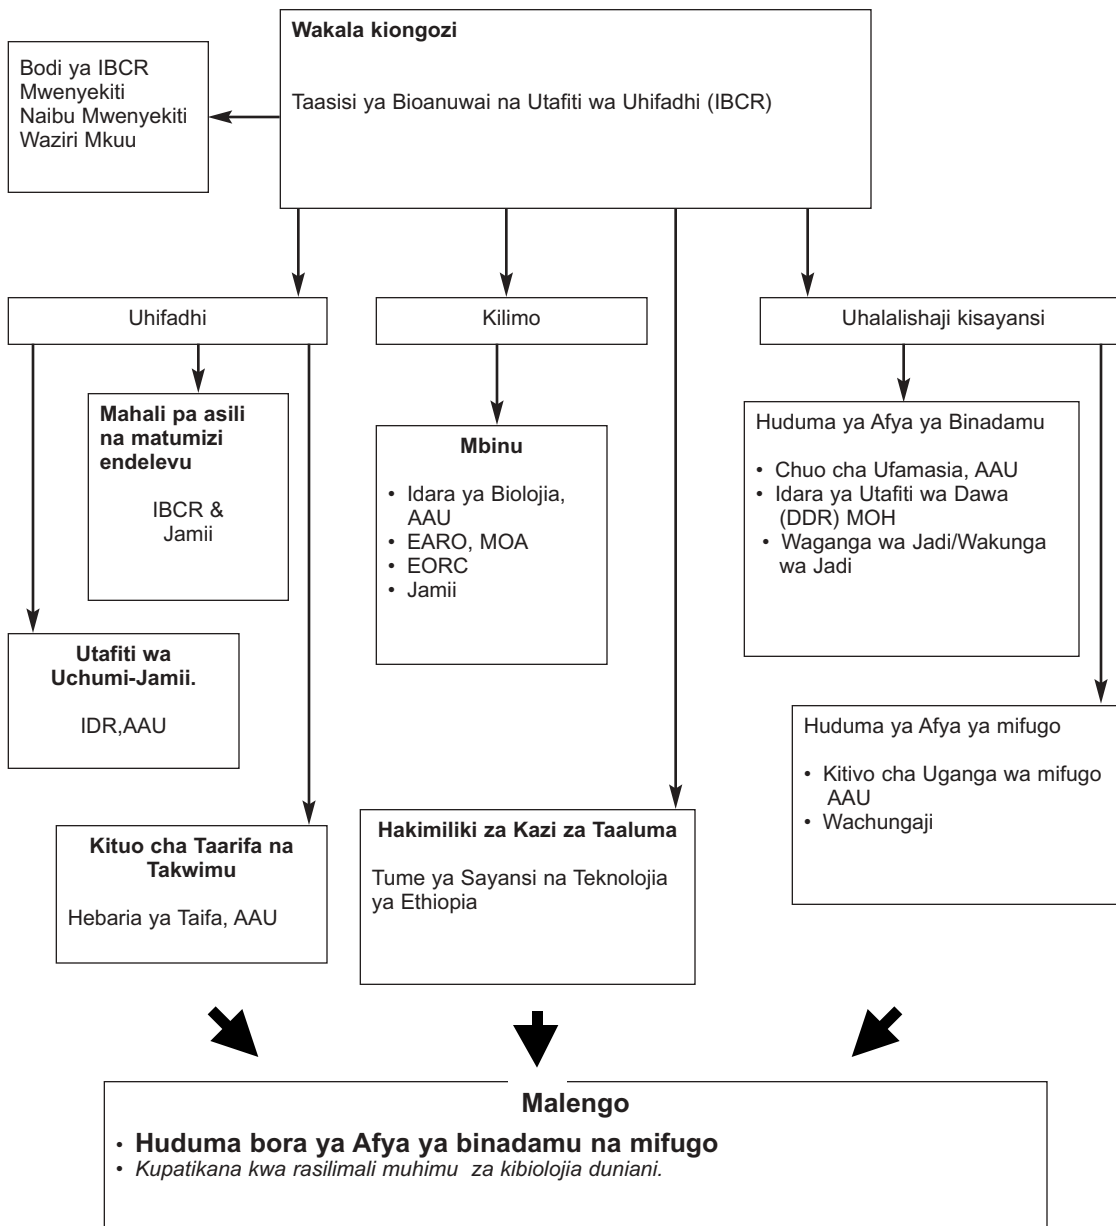 Wakala kiongozi
Taasisi ya Bioanuwai na Utafiti wa Uhifadhi (IBCR)
Bodi ya IBCR
Mwenyekiti
Naibu Mwenyekiti
Waziri Mkuu
Uhifadhi
Kilimo
Uhalalishaji kisayansi
Mahali pa asili
na matumizi
endelevu
IBCR &
Jamii
Mbinu
• Idara ya Biolojia,
AAU
• EARO, MOA
• EORC
• Jamii
Huduma ya Afya ya Binadamu
• Chuo cha Ufamasia, AAU
• Idara ya Utafiti wa Dawa
(DDR) MOH
• Waganga wa Jadi/Wakunga
wa Jadi
Utafiti wa
Uchumi-Jamii.
IDR,AAU
Huduma ya Afya ya mifugo
• Kitivo cha Uganga wa mifugo
AAU
• Wachungaji
Kituo cha Taarifa na
Takwimu
Hebaria ya Taifa, AAU
Hakimiliki za Kazi za Taaluma
Tume ya Sayansi na Teknolojia
ya Ethiopia
Malengo
• Huduma bora ya Afya ya binadamu na mifugo
• Kupatikana kwa rasilimali muhimu za kibiolojia duniani.